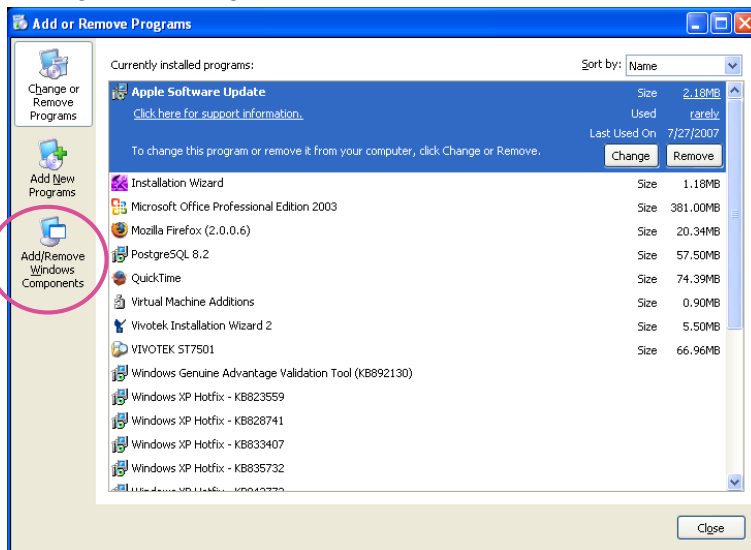 Add or Remove Programs
Change or
Remove
Programs
Add New
Programs
Add/Remove
Windows
Components
Currently installed programs:
Sort by: Name
Apple Software Update Size 2.18MB
Click here for support information. Used rarely
Last Used On 7/27/2007
To change this program or remove it from your computer, click Change or Remove. Change Remove
Installation Wizard Size 1.18MB
Microsoft Office Professional Edition 2003 Size 381.00MB
Mozilla Firefox (2.0.0.6) Size 20.34MB
PostgreSQL 8.2 Size 57.50MB
QuickTime Size 74.39MB
Virtual Machine Additions Size 0.90MB
Vivotek Installation Wizard 2 Size 5.50MB
VIVOTEK ST7501 Size 66.96MB
Windows Genuine Advantage Validation Tool (KB892130)
Windows XP Hotfix - KB823559
Windows XP Hotfix - KB828741
Windows XP Hotfix - KB833407
Windows XP Hotfix - KB835732
Windows XP Hotfix
Close